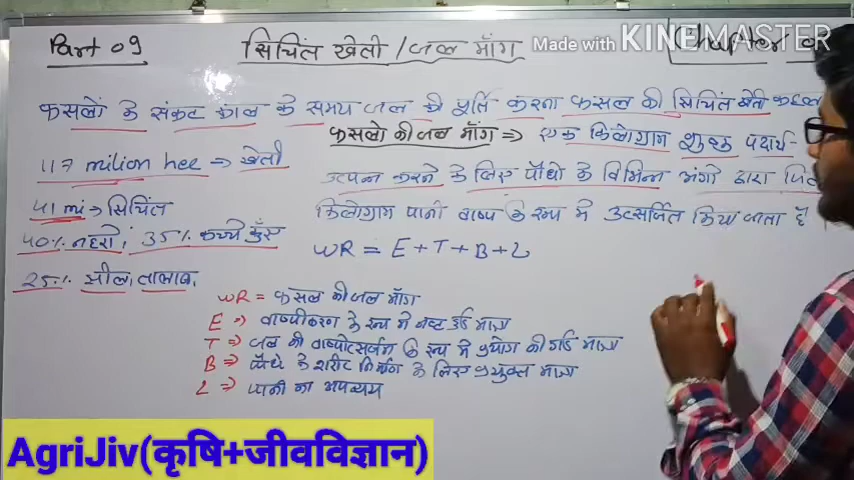 Part 09
सिचिंत खेती / जल माँग
Made with KINEMASTER
Chapter
फसलों के संकट काल के समय जल की पूर्ति करना फसल की सिचिंत खेती
फसलों की जल मांग ⇒ एक किलोग्राम शुष्क पदार्थ-
117 milion hec ⇒ खेती
उत्पन्न करने के लिए पौधो के विभिन्न अंगो द्वारा
41 mi ⇒ सिचिंत
किलोग्राम पानी वाष्प के रूप मे उत्सर्जित किया जाता है
40% नहरो, 35% कच्चे कुँए
WR = E + T + B + L
25% झील, तालाब,
WR = फसल की जल माँग
E ⇒ वाष्पीकरण के रूप मे नष्ट हुई मात्रा
T ⇒ जल की वाष्पोत्सर्जन के रूप मे प्रयोग की गई मात्रा
B ⇒ पौधे के शरीर निर्माण के लिए प्रयुक्त मात्रा
L ⇒ पानी का अपव्यय
AgriJiv(कृषि+जीवविज्ञान)